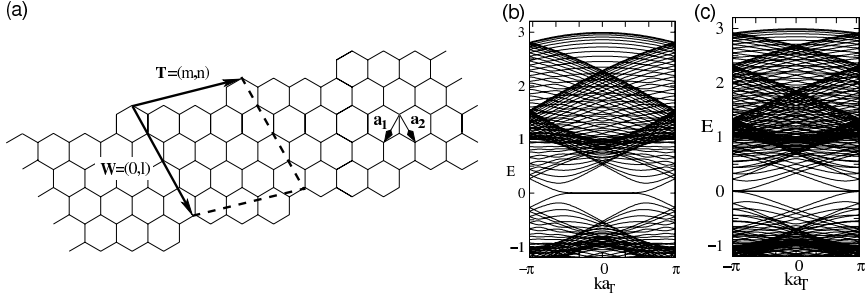 (a)
T=(m,n)
a₁ a₂
W=(0,l)
(b)
3
2
1
E
0
−1
−π 0 π
kaT
(c)
3
2
E
1
0
−1
−π 0 π
kaT